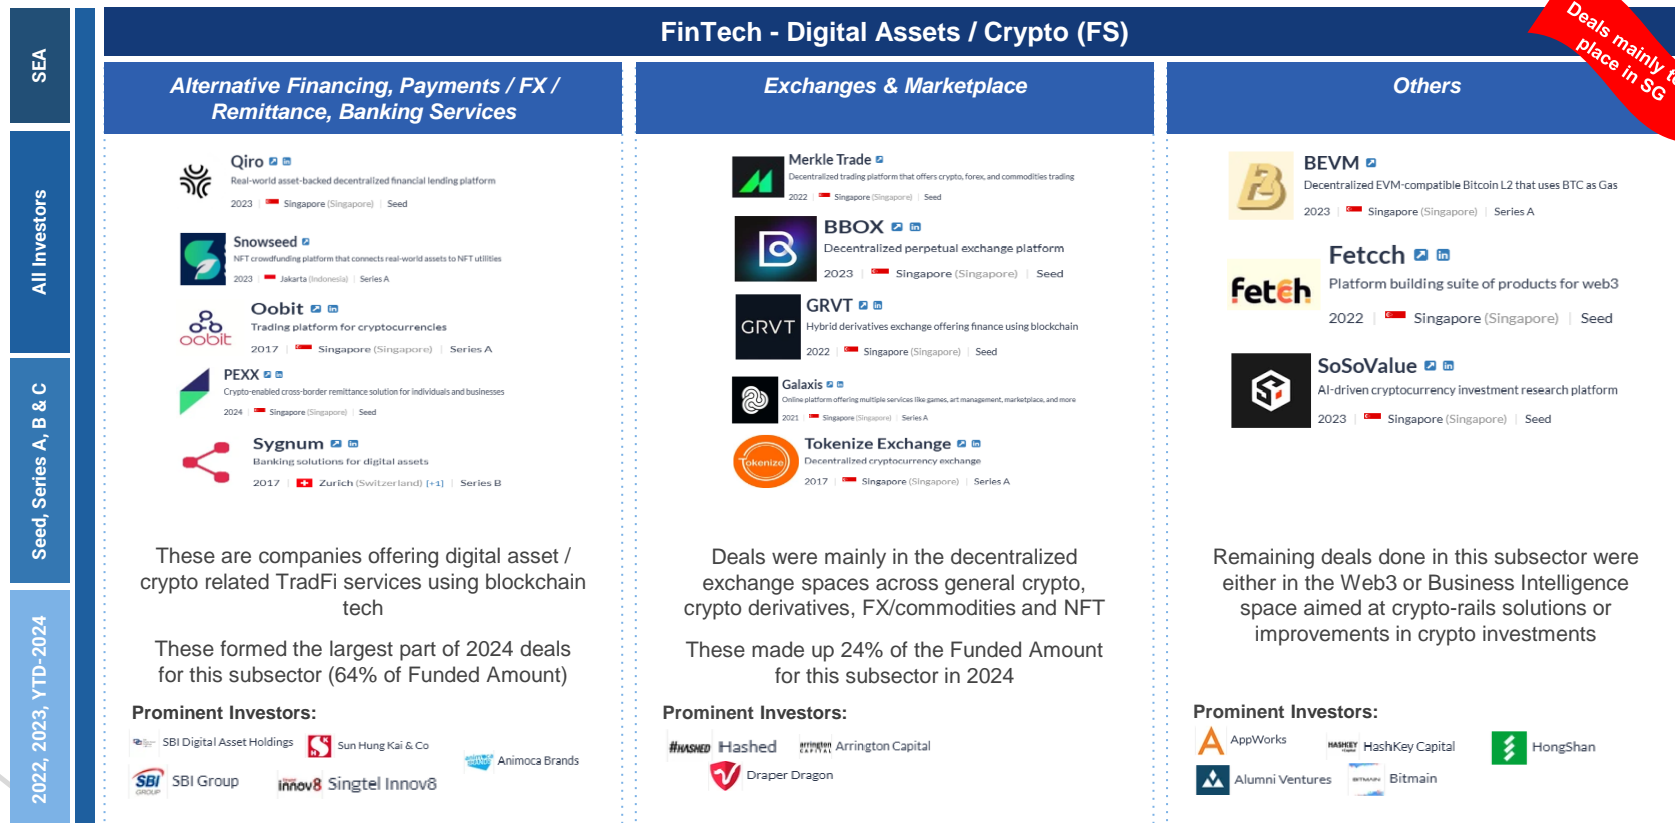 SEA
All Investors
Seed, Series A, B & C
2022, 2023, YTD-2024
FinTech - Digital Assets / Crypto (FS)
Deals mainly t
place in SG
Alternative Financing, Payments / FX /
Remittance, Banking Services
Qiro
Real-world asset-backed decentralized financial lending platform
2023 | Singapore (Singapore) | Seed
Snowseed
NFT crowdfunding platform that connects real-world assets to NFT utilities
2023 | Jakarta (Indonesia) | Series A
oobit
Oobit
Trading platform for cryptocurrencies
2017 | Singapore (Singapore) | Series A
PEXX
Crypto-enabled cross-border remittance solution for individuals and businesses
2024 | Singapore (Singapore) | Seed
Sygnum
Banking solutions for digital assets
2017 | Zurich (Switzerland) [+1] | Series B
These are companies offering digital asset /
crypto related TradFi services using blockchain
tech
These formed the largest part of 2024 deals
for this subsector (64% of Funded Amount)
Prominent Investors:
SBI Digital Asset Holdings
Sun Hung Kai & Co
Animoca Brands
SBI
GROUP
SBI Group
innov8
Singtel Innov8
Exchanges & Marketplace
Merkle Trade
Decentralized trading platform that offers crypto, forex, and commodities trading
2022 | Singapore (Singapore) | Seed
BBOX
Decentralized perpetual exchange platform
2023 | Singapore (Singapore) | Seed
GRVT
GRVT
Hybrid derivatives exchange offering finance using blockchain
2022 | Singapore (Singapore) | Seed
Galaxis
Online platform offering multiple services like games, art management, marketplace, and more
2021 | Singapore (Singapore) | Series A
Tokenize
Tokenize Exchange
Decentralized cryptocurrency exchange
2017 | Singapore (Singapore) | Series A
Deals were mainly in the decentralized
exchange spaces across general crypto,
crypto derivatives, FX/commodities and NFT
These made up 24% of the Funded Amount
for this subsector in 2024
Prominent Investors:
#HASHED Hashed
arrington CAPITAL
Arrington Capital
Draper Dragon
Others
BEVM
Decentralized EVM-compatible Bitcoin L2 that uses BTC as Gas
2023 | Singapore (Singapore) | Series A
fetch
Fetcch
Platform building suite of products for web3
2022 | Singapore (Singapore) | Seed
SoSoValue
AI-driven cryptocurrency investment research platform
2023 | Singapore (Singapore) | Seed
Remaining deals done in this subsector were
either in the Web3 or Business Intelligence
space aimed at crypto-rails solutions or
improvements in crypto investments
Prominent Investors:
AppWorks
HASHKEY
HashKey Capital
HongShan
Alumni Ventures
BITMAIN
Bitmain